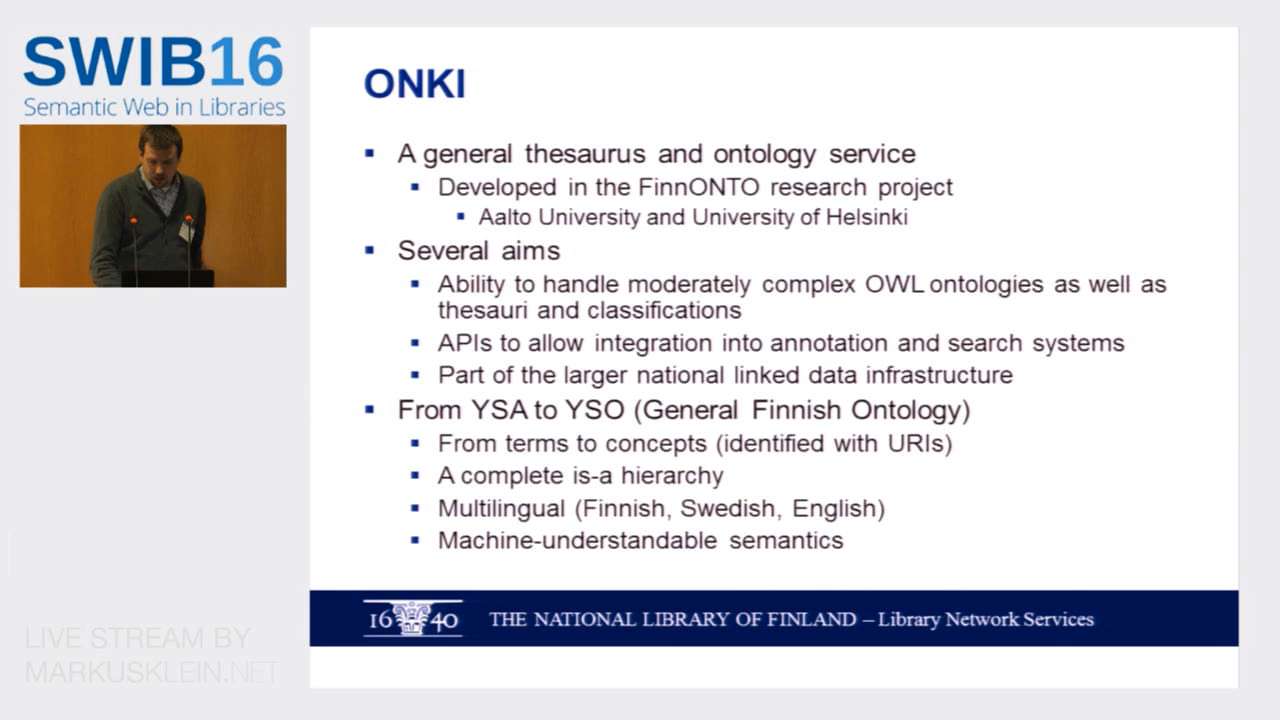 SWIB16
Semantic Web in Libraries
ONKI
A general thesaurus and ontology service
Developed in the FinnONTO research project
Aalto University and University of Helsinki
Several aims
Ability to handle moderately complex OWL ontologies as well as
thesauri and classifications
APIs to allow integration into annotation and search systems
Part of the larger national linked data infrastructure
From YSA to YSO (General Finnish Ontology)
From terms to concepts (identified with URIs)
A complete is-a hierarchy
Multilingual (Finnish, Swedish, English)
Machine-understandable semantics
1640 THE NATIONAL LIBRARY OF FINLAND – Library Network Services
LIVE STREAM BY
MARKUSKLEIN.NET